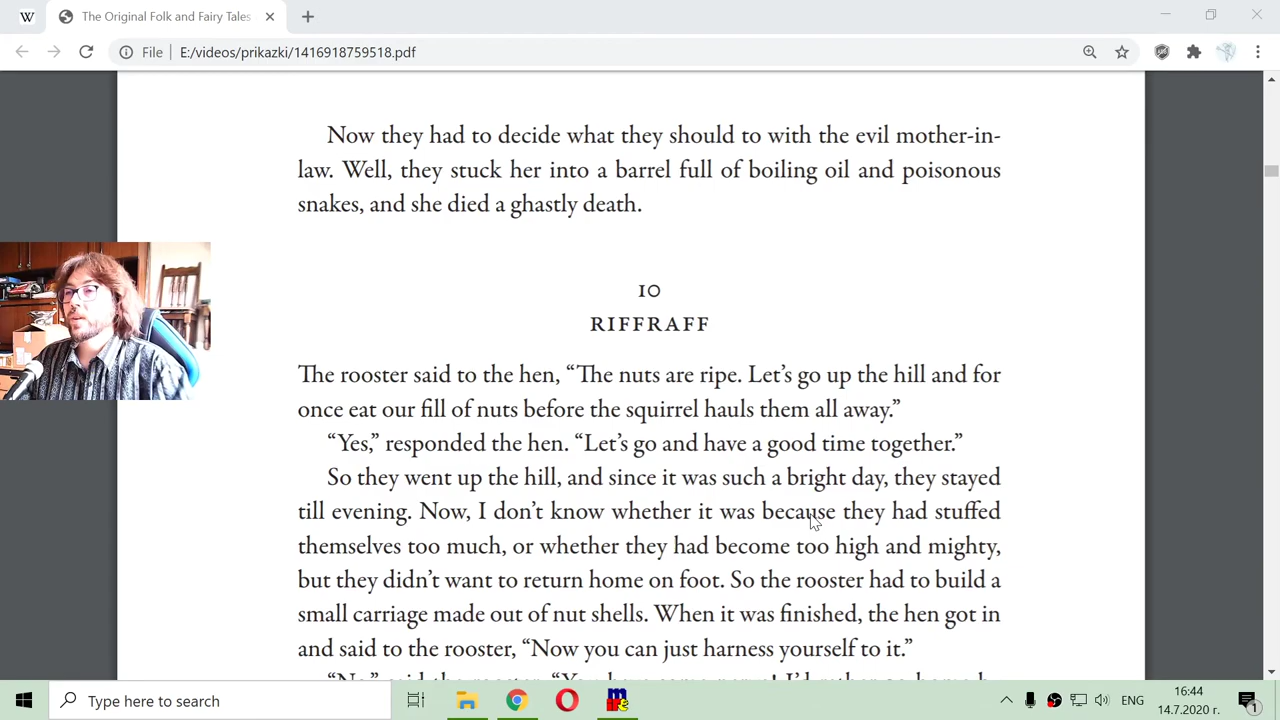 The Original Folk and Fairy Tales
File
E:/videos/prikazki/1416918759518.pdf
Now they had to decide what they should to with the evil mother-in-
law. Well, they stuck her into a barrel full of boiling oil and poisonous
snakes, and she died a ghastly death.
10
RIFFRAFF
The rooster said to the hen, “The nuts are ripe. Let’s go up the hill and for
once eat our fill of nuts before the squirrel hauls them all away.”
“Yes,” responded the hen. “Let’s go and have a good time together.”
So they went up the hill, and since it was such a bright day, they stayed
till evening. Now, I don’t know whether it was because they had stuffed
themselves too much, or whether they had become too high and mighty,
but they didn’t want to return home on foot. So the rooster had to build a
small carriage made out of nut shells. When it was finished, the hen got in
and said to the rooster, “Now you can just harness yourself to it.”
Type here to search
ЕНГ
16:44
14.7.2020 г.
1